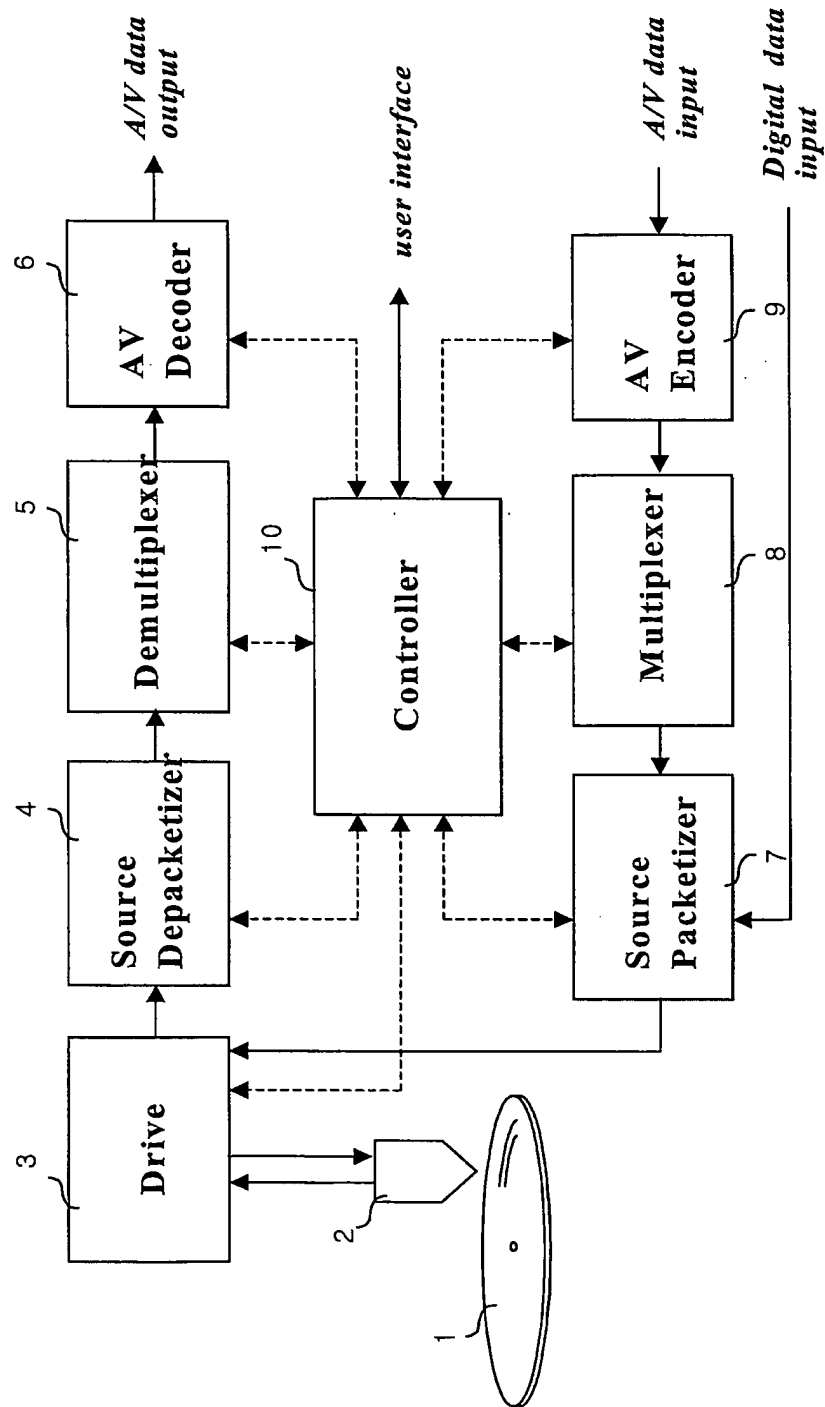 3
Drive
4
Source
Depacketizer
5
Demultiplexer
6
AV
Decoder
A/V data
output
10
Controller
user interface
2
1
Source
Packetizer
7
Multiplexer
8
AV
Encoder
9
A/V data
input
Digital data
input